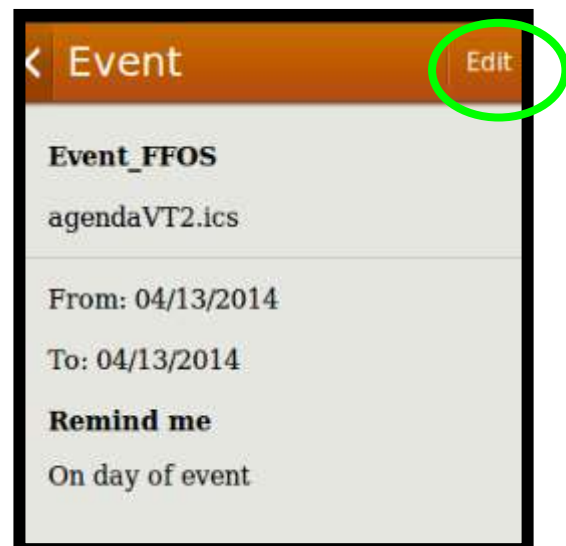 Event Edit
Event_FFOS
agendaVT2.ics
From: 04/13/2014
To: 04/13/2014
Remind me
On day of event